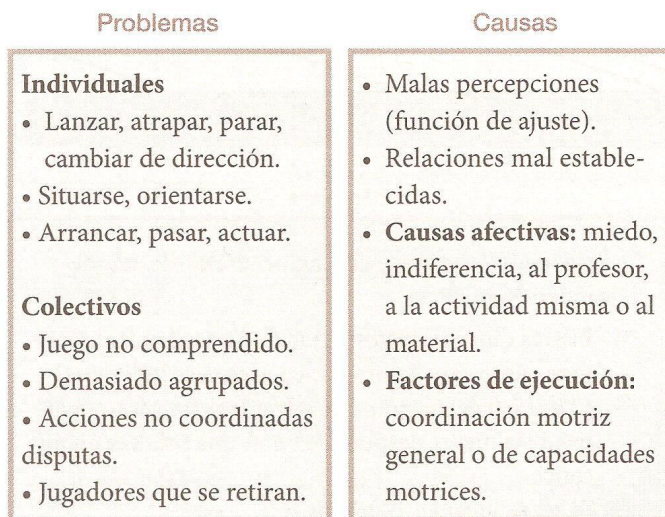 Problemas
Individuales
• Lanzar, atrapar, parar,
cambiar de dirección.
• Situarse, orientarse.
• Arrancar, pasar, actuar.
Colectivos
• Juego no comprendido.
• Demasiado agrupados.
• Acciones no coordinadas
disputas.
• Jugadores que se retiran.
Causas
• Malas percepciones
(función de ajuste).
• Relaciones mal estable-
cidas.
• Causas afectivas: miedo,
indiferencia, al profesor,
a la actividad misma o al
material.
• Factores de ejecución:
coordinación motriz
general o de capacidades
motrices.